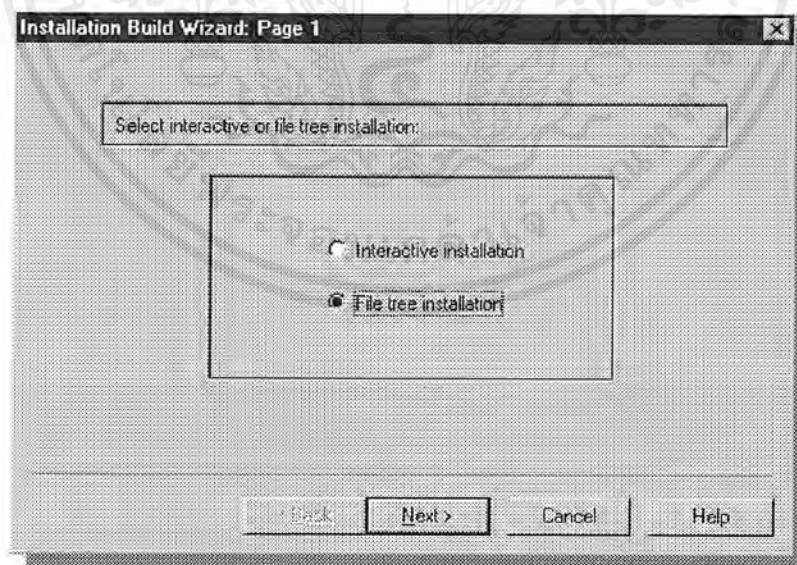 Installation Build Wizard: Page 1
Select interactive or file tree installation:
Interactive installation
File tree installation
< Back
Next >
Cancel
Help